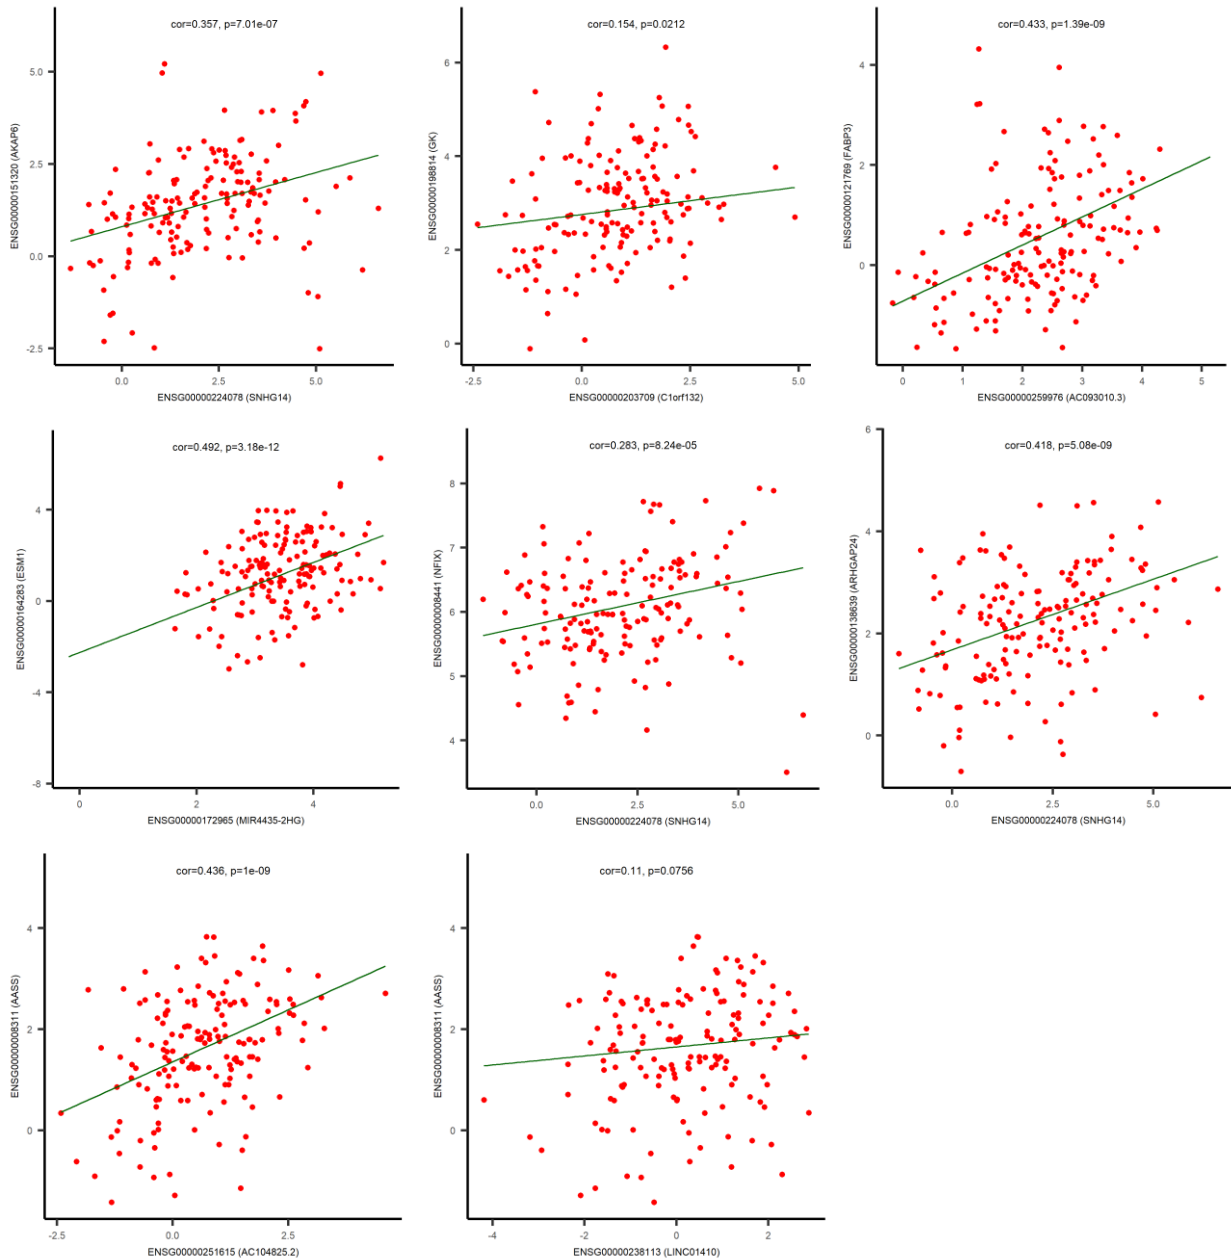 cor=0.357, p=7.01e-07
ENSG00000151320 (AKAP6)
5.0
2.5
0.0
-2.5
0.0
2.5
5.0
ENSG00000224078 (SNHG14)
cor=0.154, p=0.0212
ENSG00000198814 (GK)
6
4
2
0
-2.5
0.0
2.5
5.0
ENSG00000203709 (C1orf132)
cor=0.433, p=1.39e-09
ENSG00000121769 (FABP3)
4
2
0
0
1
2
3
4
5
ENSG00000259976 (AC093010.3)
cor=0.492, p=3.18e-12
ENSG00000164283 (ESM1)
4
0
-4
-8
0
2
4
ENSG00000172965 (MIR4435-2HG)
cor=0.283, p=8.24e-05
ENSG00000008441 (NFIX)
8
7
6
5
4
0.0
2.5
5.0
ENSG00000224078 (SNHG14)
cor=0.418, p=5.08e-09
ENSG00000138639 (ARHGAP24)
6
4
2
0
0.0
2.5
5.0
ENSG00000224078 (SNHG14)
cor=0.436, p=1e-09
ENSG00000008311 (AASS)
4
2
0
-2.5
0.0
2.5
ENSG00000251615 (AC104825.2)
cor=0.11, p=0.0756
ENSG00000008311 (AASS)
4
2
0
-4
-2
0
2
ENSG00000238113 (LINC01410)